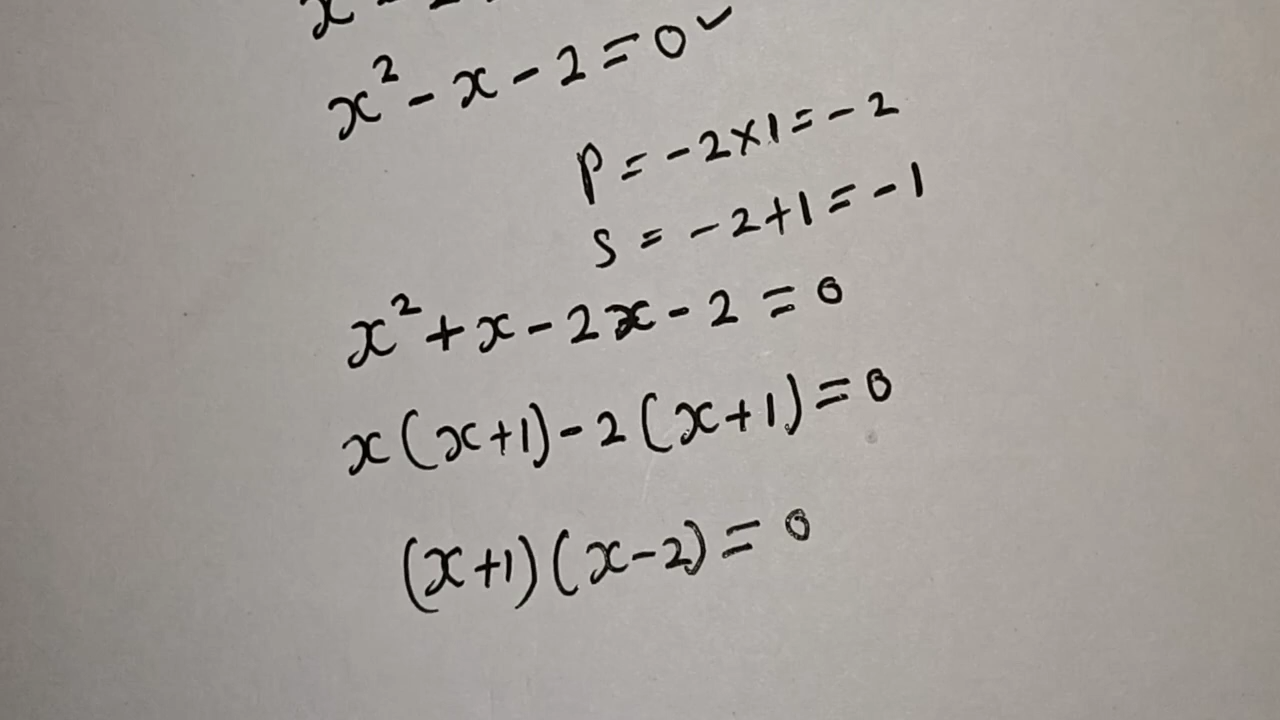 x² - x - 2 = 0 ✓
P = -2×1 = -2
S = -2+1 = -1
x² + x - 2x - 2 = 0
x(x+1) - 2(x+1) = 0
(x+1)(x-2) = 0